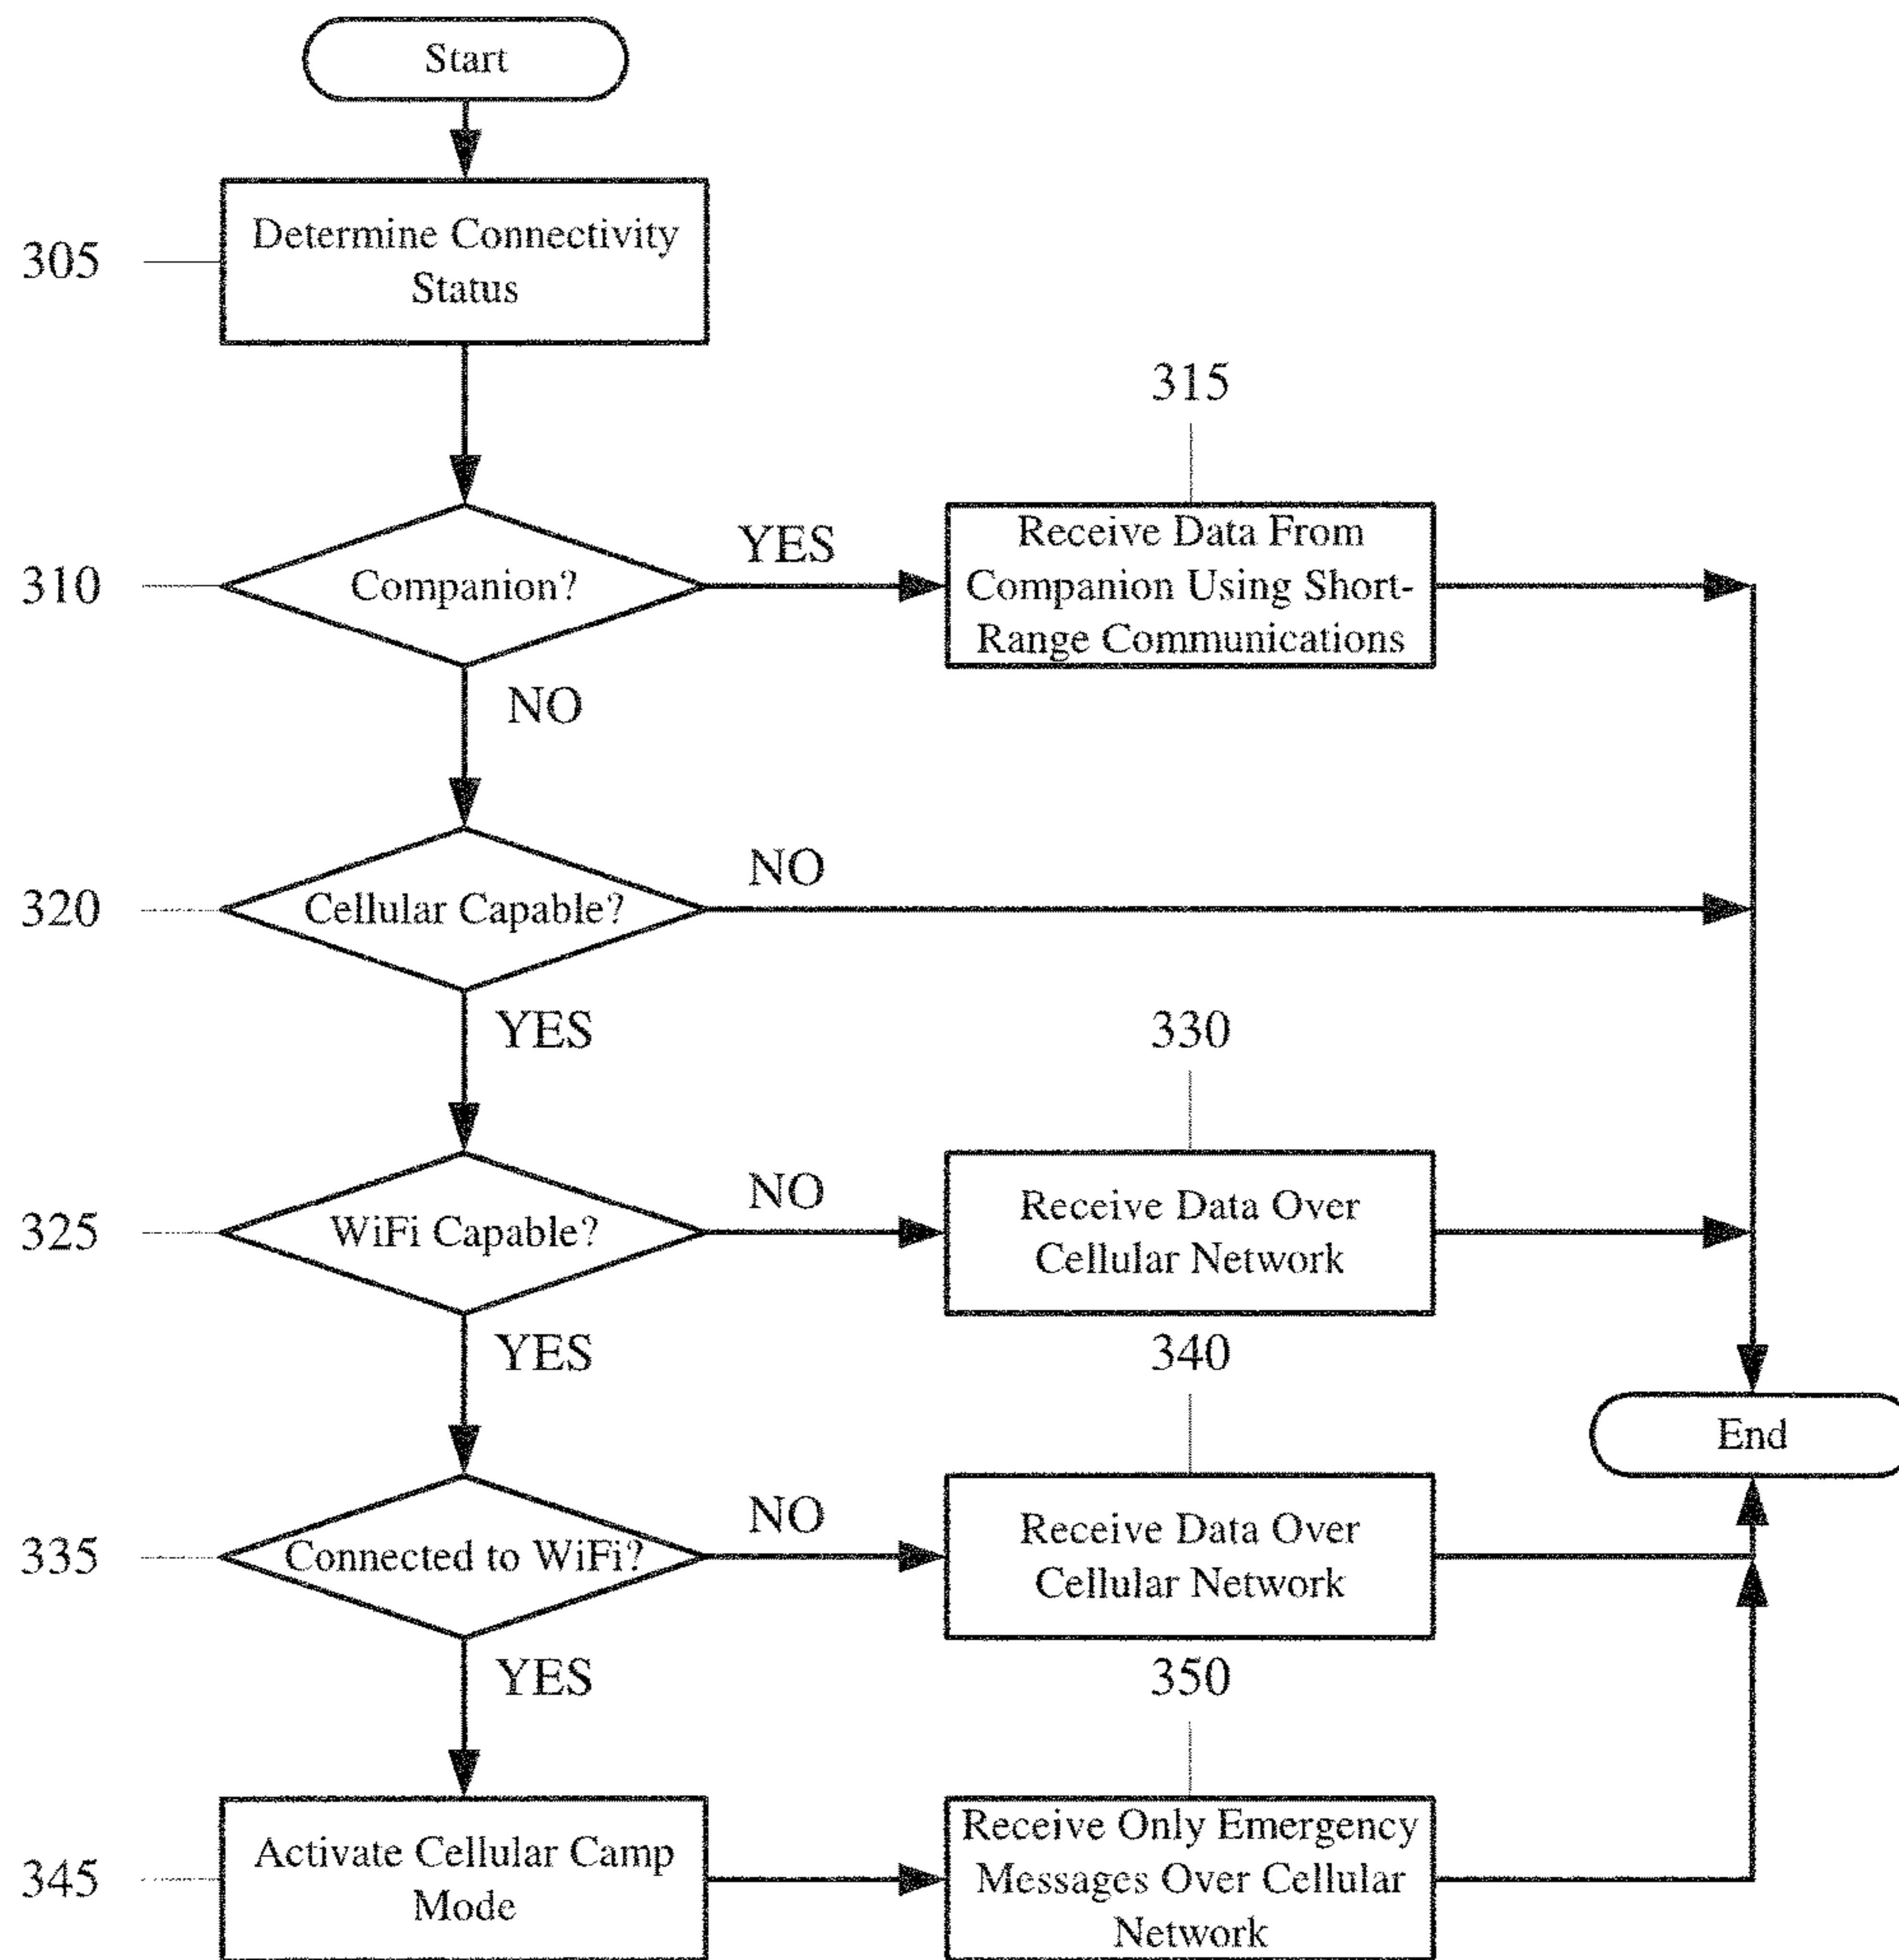 Start
305
Determine Connectivity
Status
315
310
Companion?
YES
Receive Data From
Companion Using Short-
Range Communications
NO
320
Cellular Capable?
NO
YES
330
325
WiFi Capable?
NO
Receive Data Over
Cellular Network
YES
340
End
335
Connected to WiFi?
NO
Receive Data Over
Cellular Network
YES
350
345
Activate Cellular Camp
Mode
Receive Only Emergency
Messages Over Cellular
Network